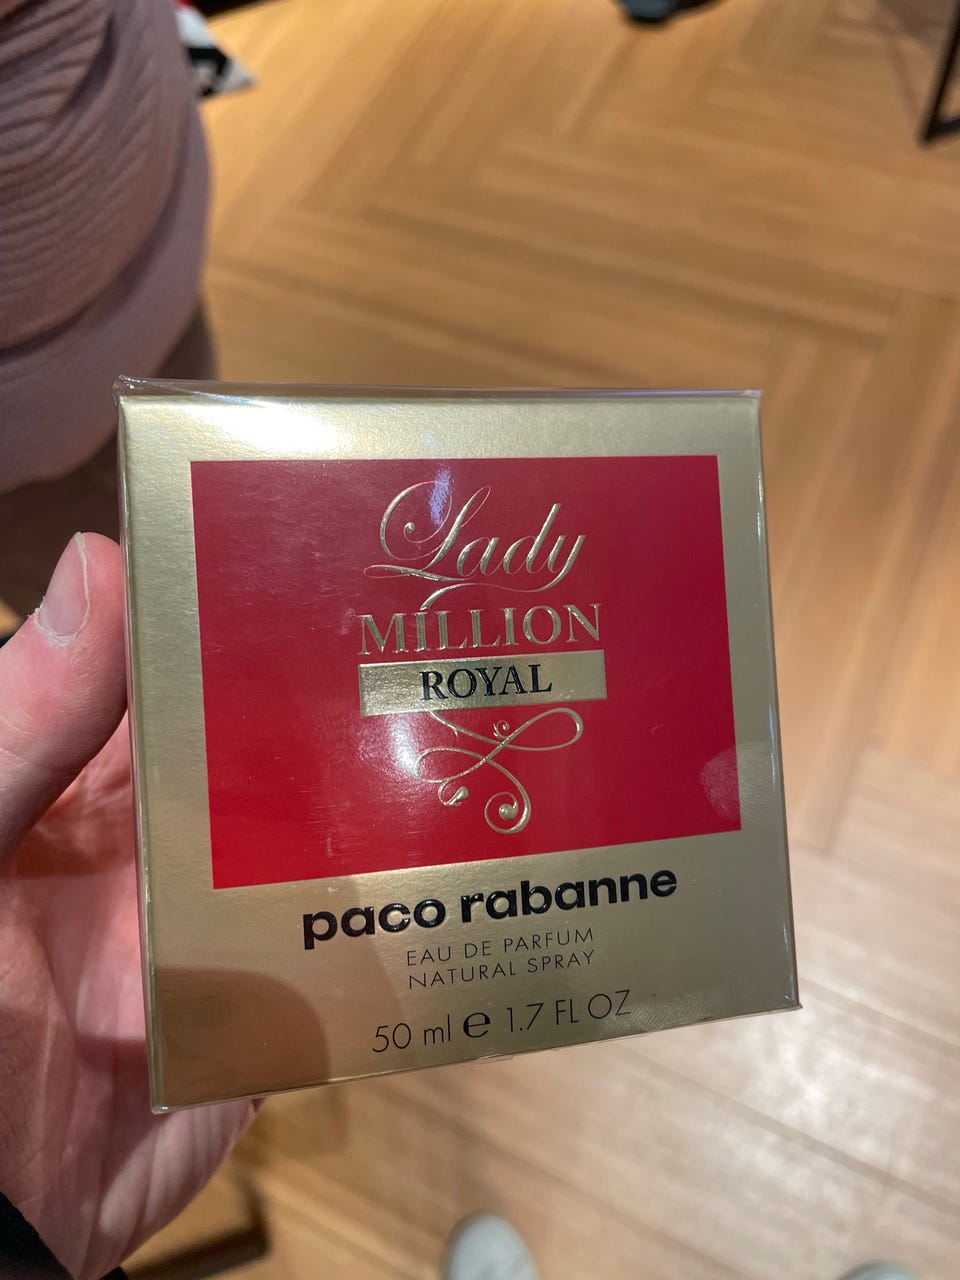 Lady
MILLION
ROYAL
paco rabanne
EAU DE PARFUM
NATURAL SPRAY
50 ml e 1.7 FL OZ